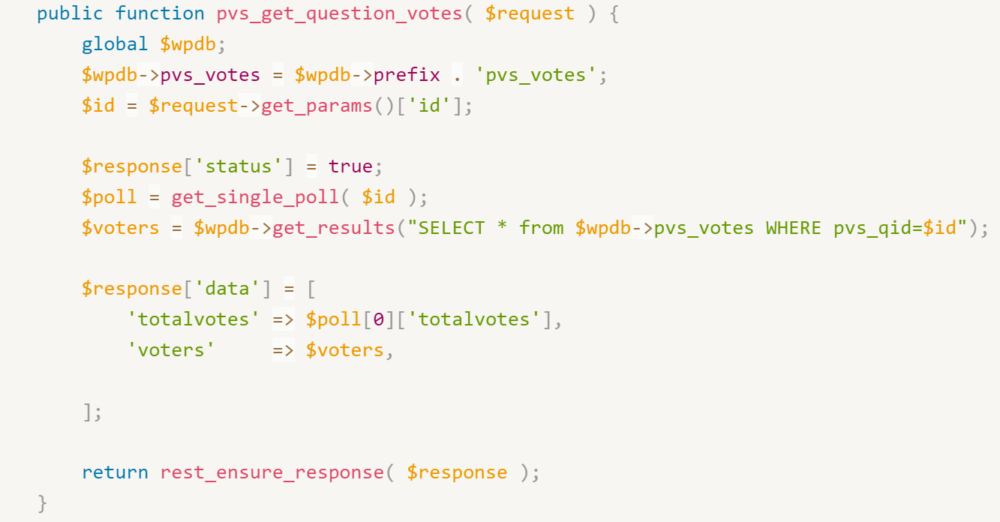 public function pvs_get_question_votes( $request ) {
global $wpdb;
$wpdb->pvs_votes = $wpdb->prefix . 'pvs_votes';
$id = $request->get_params()['id'];
$response['status'] = true;
$poll = get_single_poll( $id );
$voters = $wpdb->get_results("SELECT * from $wpdb->pvs_votes WHERE pvs_qid=$id");
$response['data'] = [
'totalvotes' => $poll[0]['totalvotes'],
'voters'     => $voters,
];
return rest_ensure_response( $response );
}